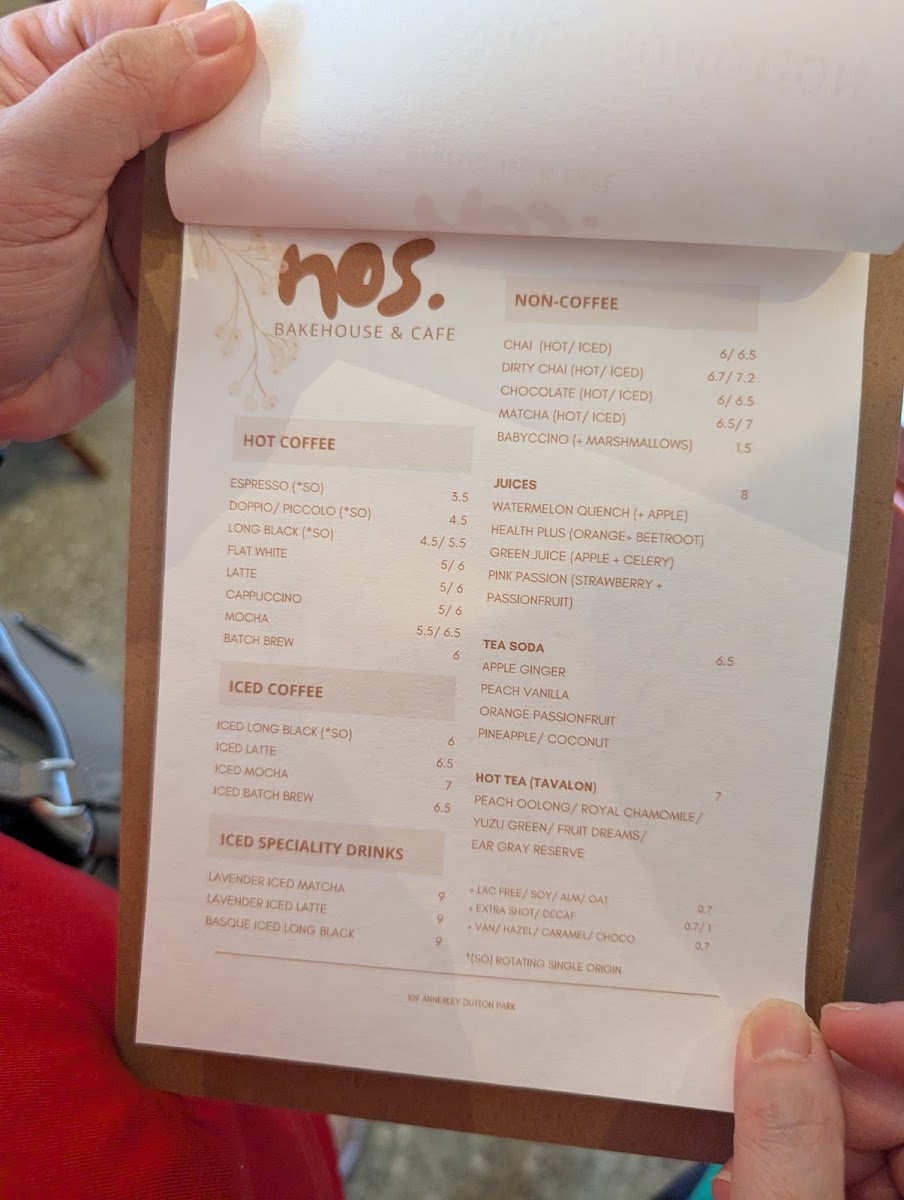 nos.
BAKEHOUSE & CAFE
HOT COFFEE
ESPRESSO (*SO) 3.5
DOPPIO/ PICCOLO (*SO) 4.5
LONG BLACK (*SO) 4.5/ 5.5
FLAT WHITE 5/ 6
LATTE 5/ 6
CAPPUCCINO 5/ 6
MOCHA 5.5/ 6.5
BATCH BREW 6
ICED COFFEE
ICED LONG BLACK (*SO) 6
ICED LATTE 6.5
ICED MOCHA 7
ICED BATCH BREW 6.5
ICED SPECIALITY DRINKS
LAVENDER ICED MATCHA 9
LAVENDER ICED LATTE 9
BASQUE ICED LONG BLACK 9
NON-COFFEE
CHAI (HOT/ ICED) 6/ 6.5
DIRTY CHAI (HOT/ ICED) 6.7/ 7.2
CHOCOLATE (HOT/ ICED) 6/ 6.5
MATCHA (HOT/ ICED) 6.5/ 7
BABYCCINO (+ MARSHMALLOWS) 1.5
JUICES 8
WATERMELON QUENCH (+ APPLE)
HEALTH PLUS (ORANGE+ BEETROOT)
GREEN JUICE (APPLE + CELERY)
PINK PASSION (STRAWBERRY +
PASSIONFRUIT)
TEA SODA 6.5
APPLE GINGER
PEACH VANILLA
ORANGE PASSIONFRUIT
PINEAPPLE/ COCONUT
HOT TEA (TAVALON) 7
PEACH OOLONG/ ROYAL CHAMOMILE/
YUZU GREEN/ FRUIT DREAMS/
EAR GRAY RESERVE
+ LAC FREE/ SOY/ ALM/ OAT 0.7
+ EXTRA SHOT/ DECAF 0.7/ 1
+ VAN/ HAZEL/ CARAMEL/ CHOCO 0.7
*(SO) ROTATING SINGLE ORIGIN
109 ANNERLEY DUTTON PARK